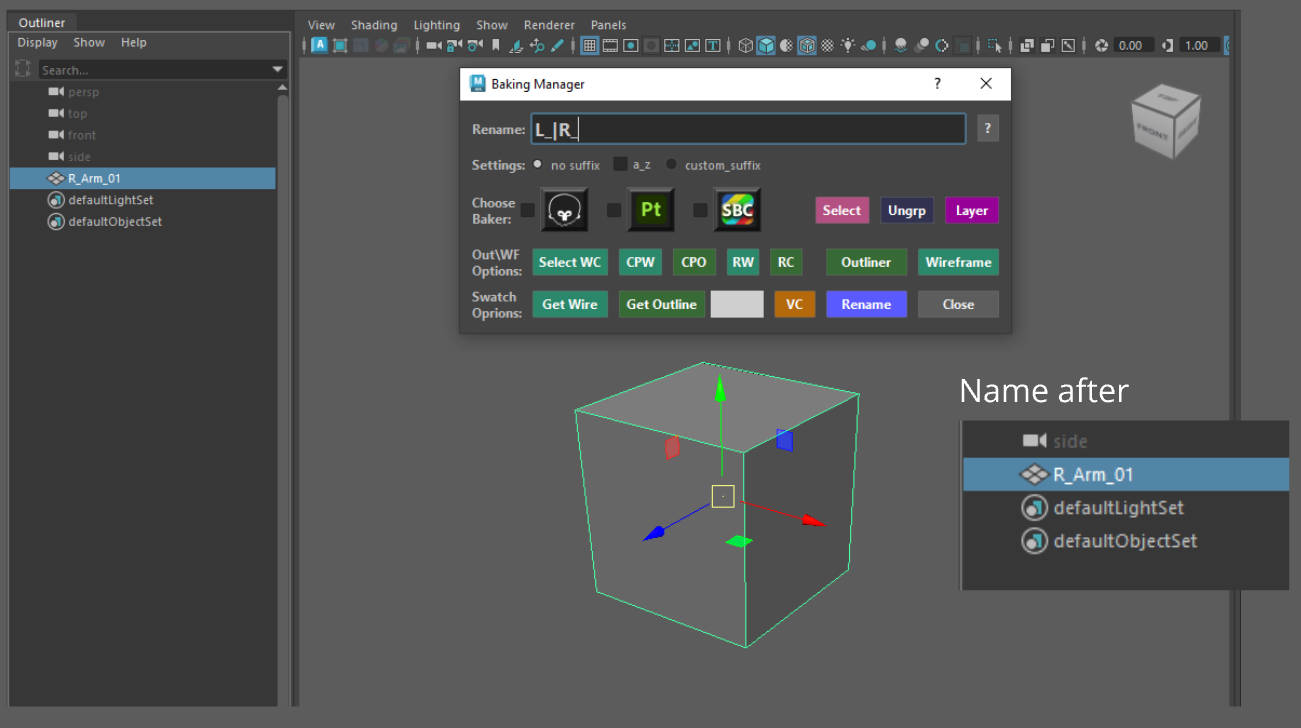 Outliner
Display Show Help
Search...
persp
top
front
side
R_Arm_01
defaultLightSet
defaultObjectSet
View Shading Lighting Show Renderer Panels
0.00 1.00
Baking Manager ? ×
Rename: L_|R_ ?
Settings: no suffix a_z custom_suffix
Choose
Baker: Pt SBC Select Ungrp Layer
Out\WF
Options: Select WC CPW CPO RW RC Outliner Wireframe
Swatch
Oprions: Get Wire Get Outline VC Rename Close
FRONT
Name after
side
R_Arm_01
defaultLightSet
defaultObjectSet